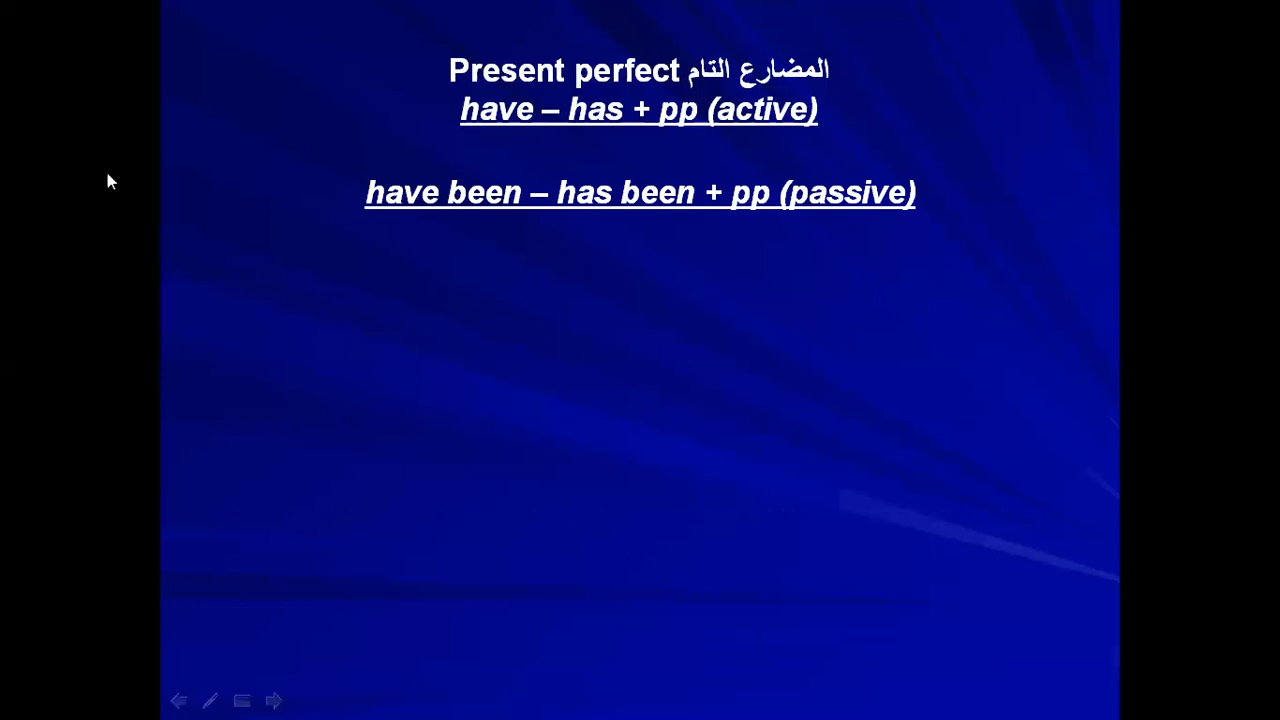 Present perfect المضارع التام
have – has + pp (active)
have been – has been + pp (passive)